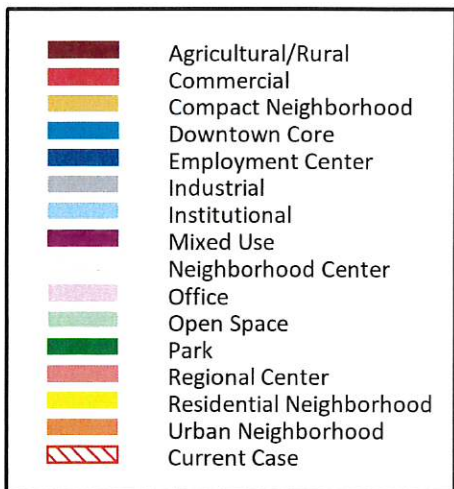 Agricultural/Rural
Commercial
Compact Neighborhood
Downtown Core
Employment Center
Industrial
Institutional
Mixed Use
Neighborhood Center
Office
Open Space
Park
Regional Center
Residential Neighborhood
Urban Neighborhood
Current Case